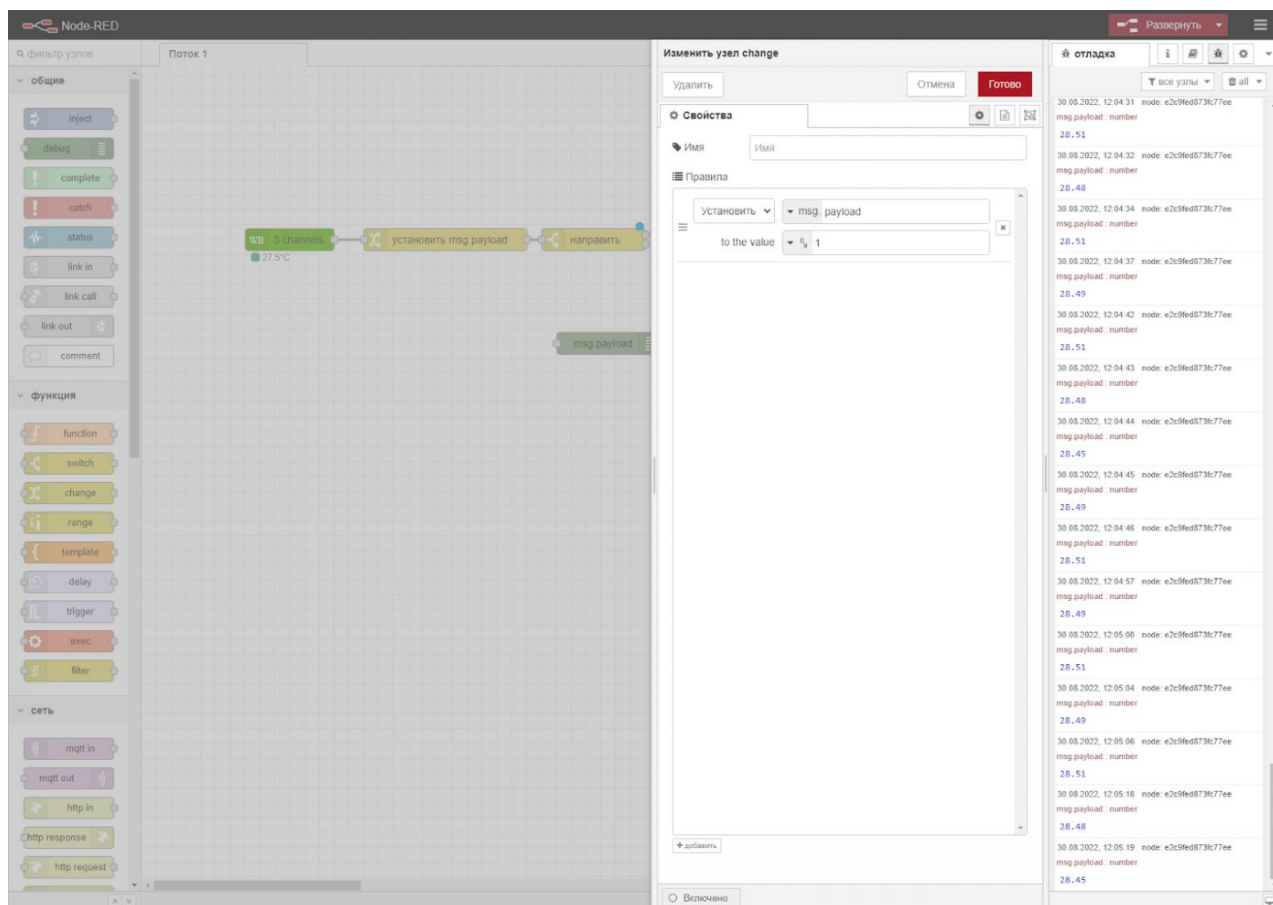 Node-RED
Развернуть
фильтр узлов
Поток 1
Изменить узел change
отладка
i
общие
Удалить
Отмена
Готово
все узлы
all
inject
debug
complete
catch
status
link in
link call
link out
comment
функция
function
switch
change
range
template
delay
trigger
exec
filter
сеть
mqtt in
mqtt out
http in
http response
http request
WB 3 channels
27.5°C
установить msg.payload
направить
msg.payload
Свойства
Имя
Имя
Правила
Установить
msg. payload
to the value
1
добавить
Включено
30.08.2022, 12:04:31 node: e2c9fed873fc77ee
msg.payload : number
28.51
30.08.2022, 12:04:32 node: e2c9fed873fc77ee
msg.payload : number
28.48
30.08.2022, 12:04:34 node: e2c9fed873fc77ee
msg.payload : number
28.51
30.08.2022, 12:04:37 node: e2c9fed873fc77ee
msg.payload : number
28.49
30.08.2022, 12:04:42 node: e2c9fed873fc77ee
msg.payload : number
28.51
30.08.2022, 12:04:43 node: e2c9fed873fc77ee
msg.payload : number
28.48
30.08.2022, 12:04:44 node: e2c9fed873fc77ee
msg.payload : number
28.45
30.08.2022, 12:04:45 node: e2c9fed873fc77ee
msg.payload : number
28.49
30.08.2022, 12:04:46 node: e2c9fed873fc77ee
msg.payload : number
28.51
30.08.2022, 12:04:57 node: e2c9fed873fc77ee
msg.payload : number
28.49
30.08.2022, 12:05:00 node: e2c9fed873fc77ee
msg.payload : number
28.51
30.08.2022, 12:05:04 node: e2c9fed873fc77ee
msg.payload : number
28.49
30.08.2022, 12:05:06 node: e2c9fed873fc77ee
msg.payload : number
28.51
30.08.2022, 12:05:18 node: e2c9fed873fc77ee
msg.payload : number
28.48
30.08.2022, 12:05:19 node: e2c9fed873fc77ee
msg.payload : number
28.45